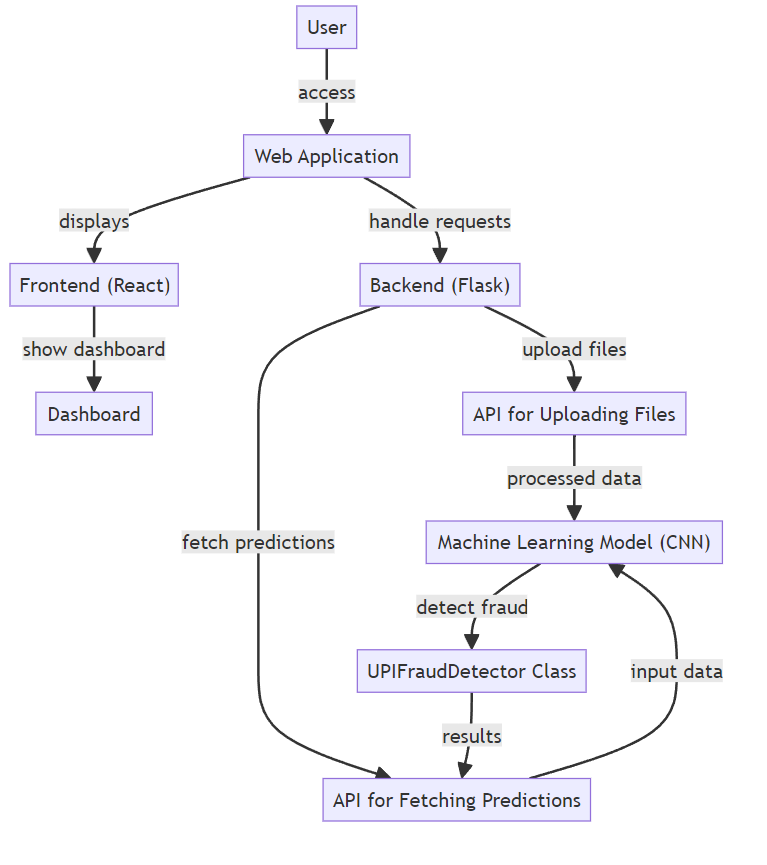 User
access
Web Application
displays
handle requests
Frontend (React)
Backend (Flask)
show dashboard
upload files
Dashboard
API for Uploading Files
processed data
fetch predictions
Machine Learning Model (CNN)
detect fraud
UPIFraudDetector Class
input data
results
API for Fetching Predictions